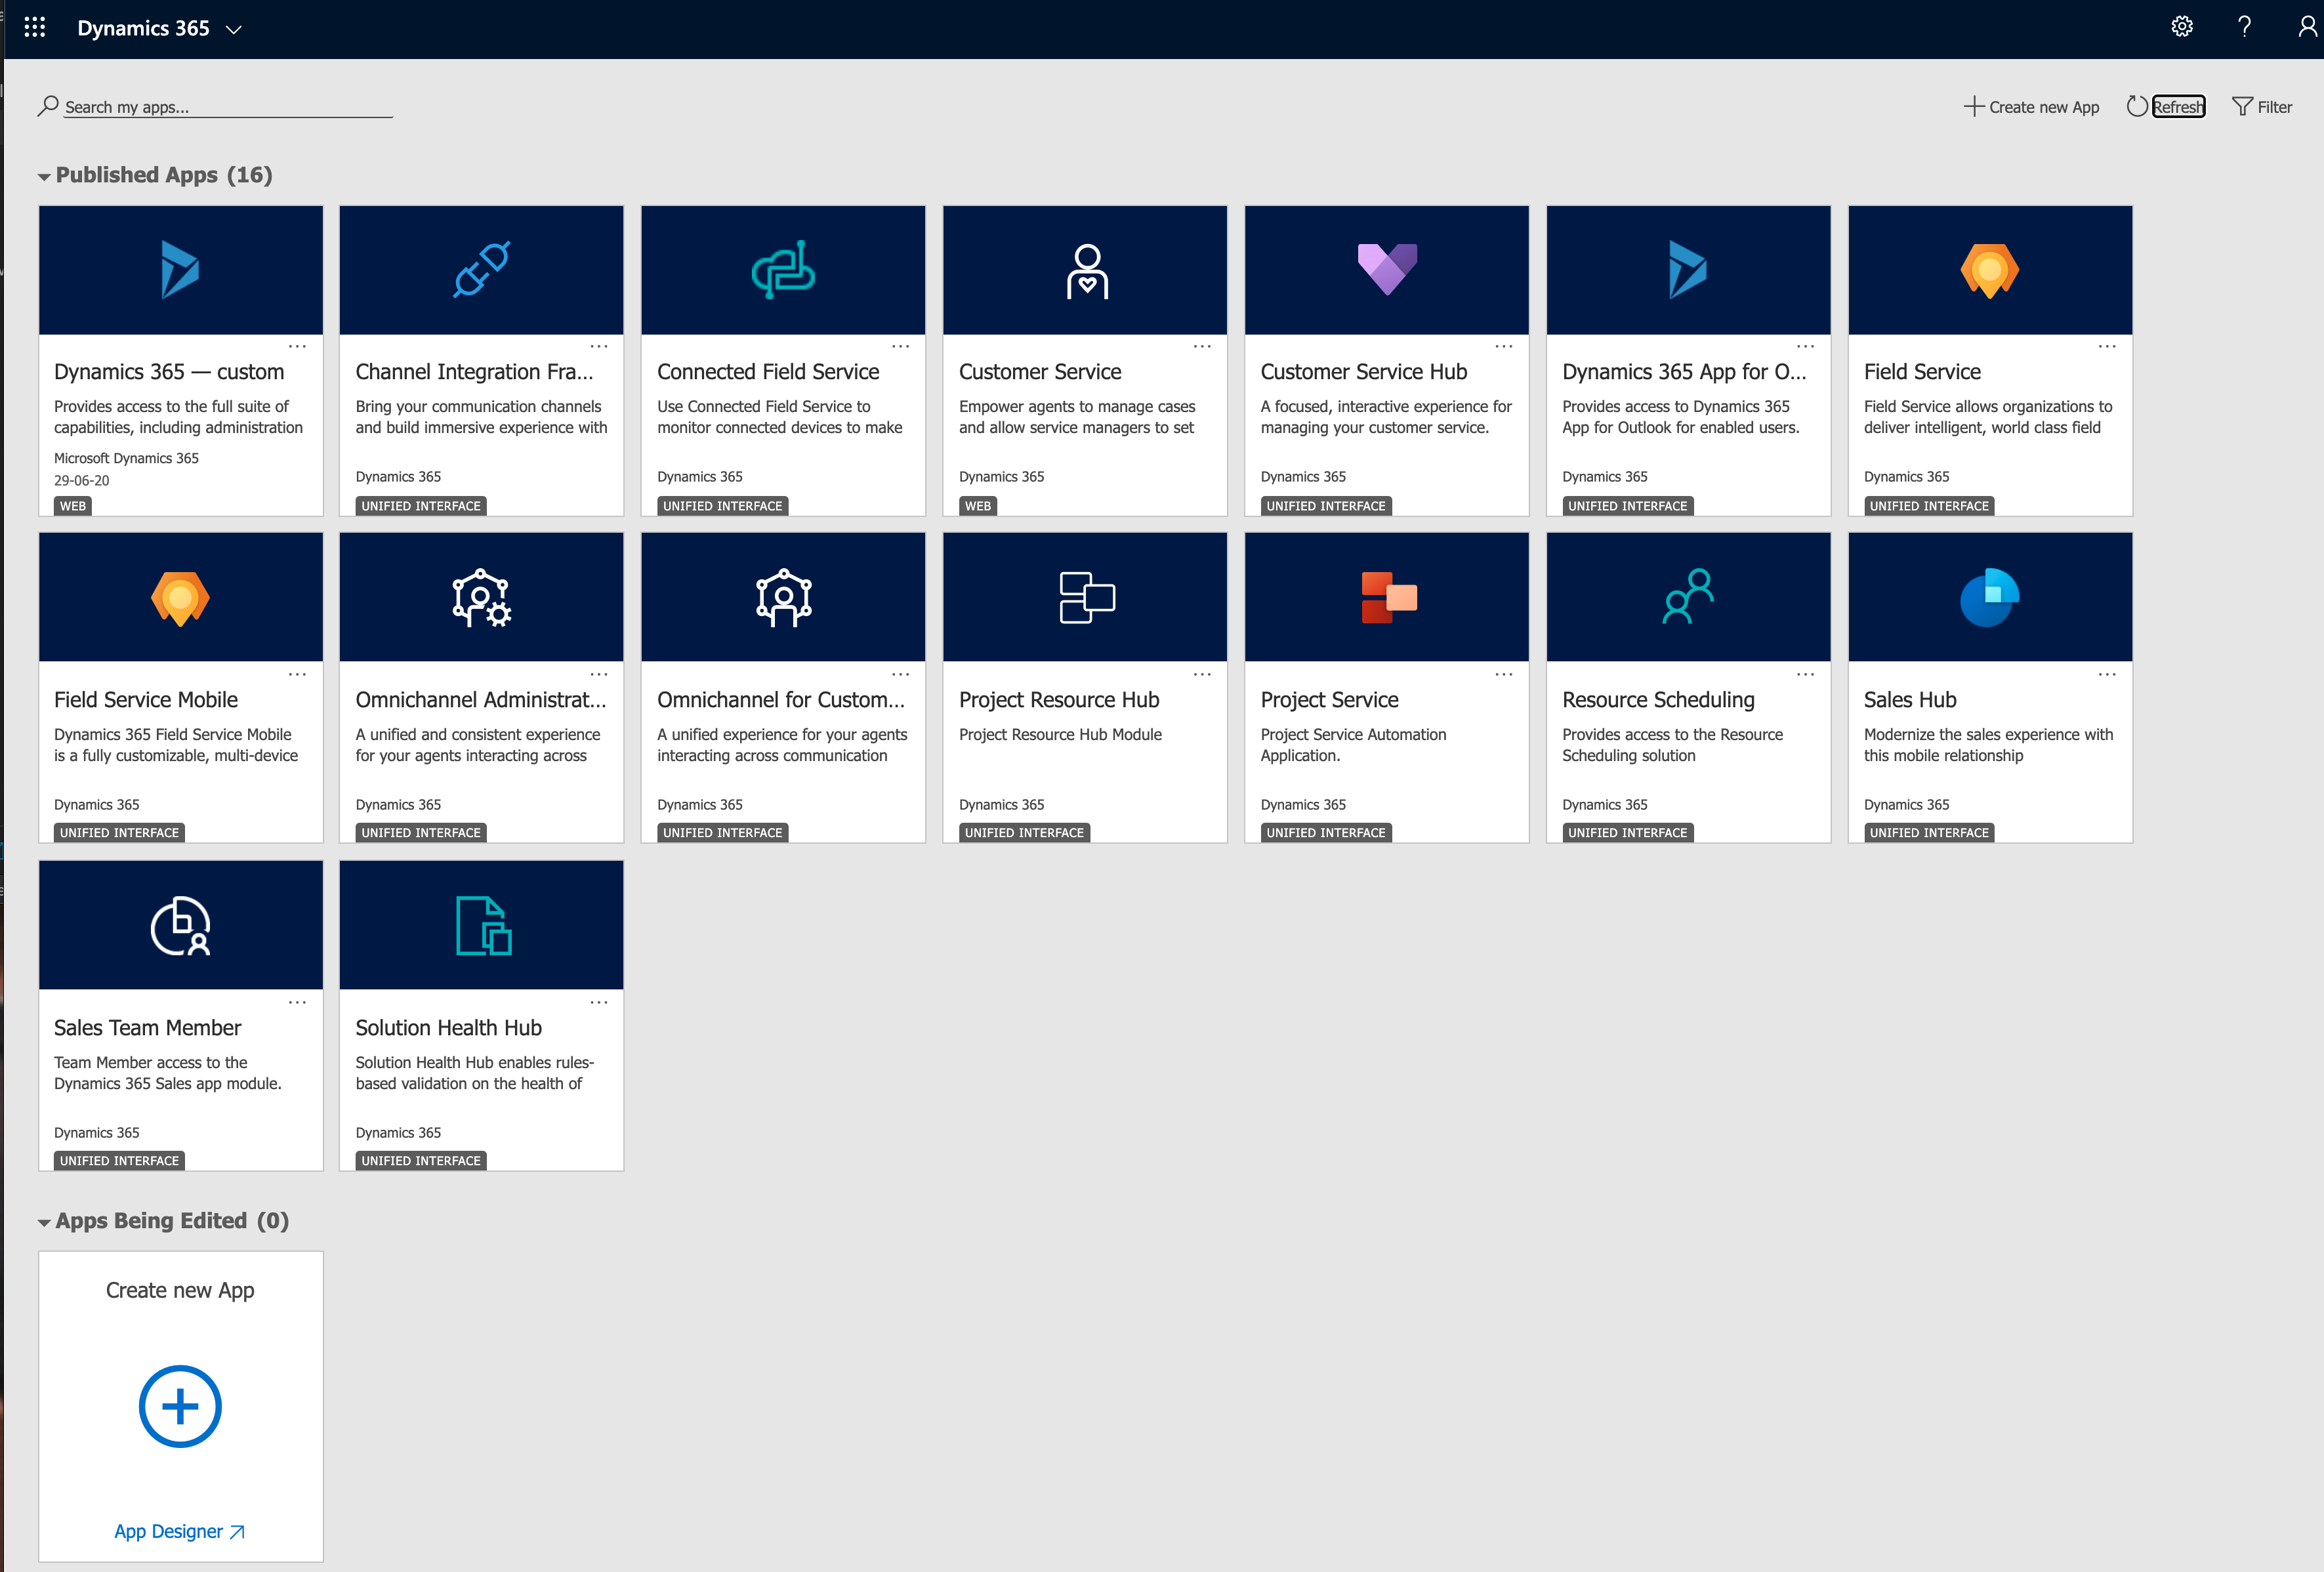 Dynamics 365
Search my apps...
Create new App
Refresh
Filter
Published Apps (16)
Dynamics 365 — custom
Provides access to the full suite of
capabilities, including administration
Microsoft Dynamics 365
29-06-20
WEB
Channel Integration Fra...
Bring your communication channels
and build immersive experience with
Dynamics 365
UNIFIED INTERFACE
Connected Field Service
Use Connected Field Service to
monitor connected devices to make
Dynamics 365
UNIFIED INTERFACE
Customer Service
Empower agents to manage cases
and allow service managers to set
Dynamics 365
WEB
Customer Service Hub
A focused, interactive experience for
managing your customer service.
Dynamics 365
UNIFIED INTERFACE
Dynamics 365 App for O...
Provides access to Dynamics 365
App for Outlook for enabled users.
Dynamics 365
UNIFIED INTERFACE
Field Service
Field Service allows organizations to
deliver intelligent, world class field
Dynamics 365
UNIFIED INTERFACE
Field Service Mobile
Dynamics 365 Field Service Mobile
is a fully customizable, multi-device
Dynamics 365
UNIFIED INTERFACE
Omnichannel Administrat...
A unified and consistent experience
for your agents interacting across
Dynamics 365
UNIFIED INTERFACE
Omnichannel for Custom...
A unified experience for your agents
interacting across communication
Dynamics 365
UNIFIED INTERFACE
Project Resource Hub
Project Resource Hub Module
Dynamics 365
UNIFIED INTERFACE
Project Service
Project Service Automation
Application.
Dynamics 365
UNIFIED INTERFACE
Resource Scheduling
Provides access to the Resource
Scheduling solution
Dynamics 365
UNIFIED INTERFACE
Sales Hub
Modernize the sales experience with
this mobile relationship
Dynamics 365
UNIFIED INTERFACE
Sales Team Member
Team Member access to the
Dynamics 365 Sales app module.
Dynamics 365
UNIFIED INTERFACE
Solution Health Hub
Solution Health Hub enables rules-
based validation on the health of
Dynamics 365
UNIFIED INTERFACE
Apps Being Edited (0)
Create new App
App Designer